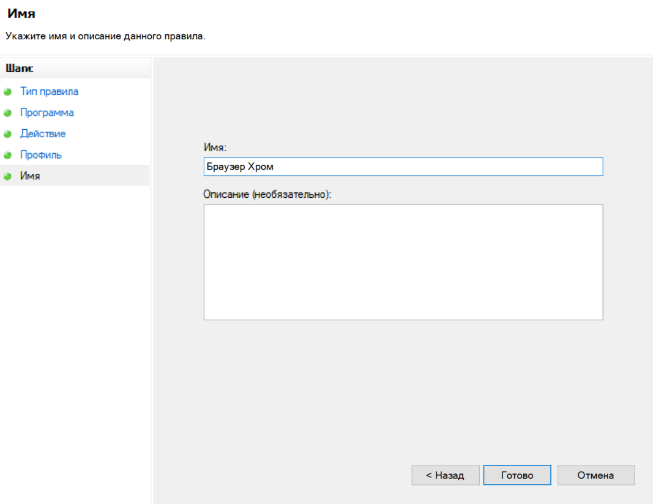 Имя
Укажите имя и описание данного правила.
Шаги:
Тип правила
Программа
Действие
Профиль
Имя
Имя:
Браузер Хром
Описание (необязательно):
< Назад
Готово
Отмена